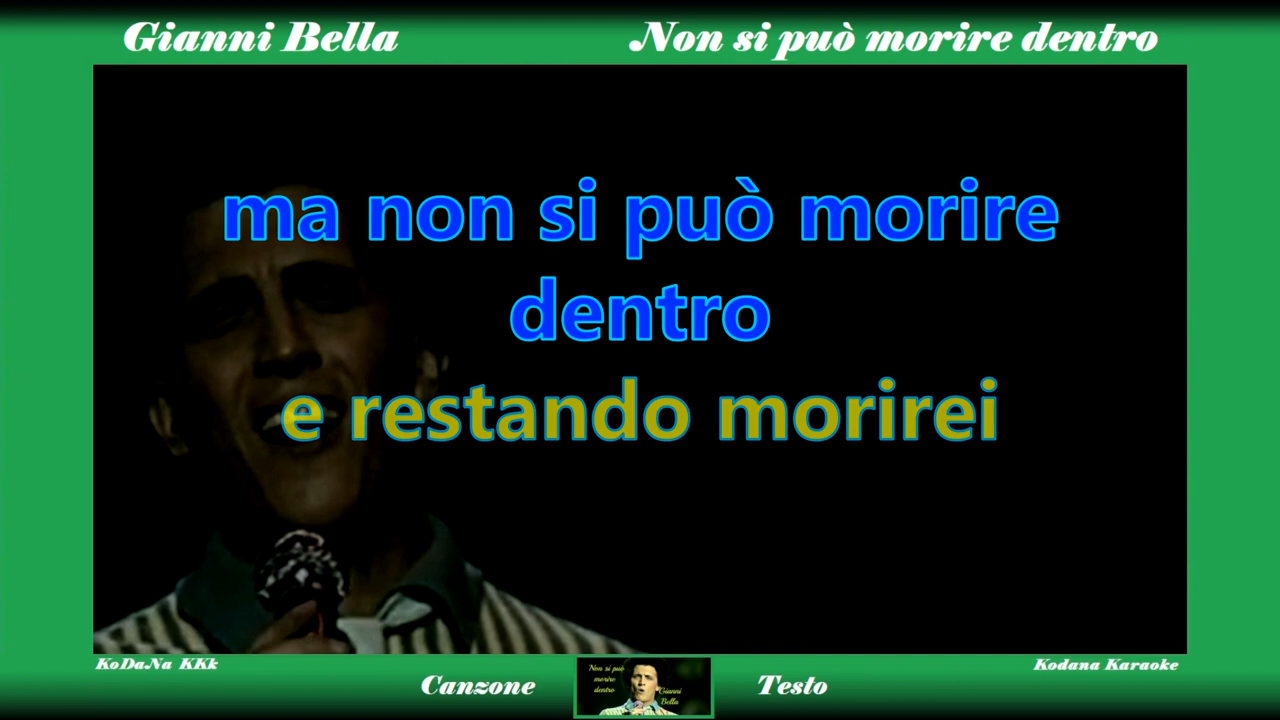 Gianni Bella
Non si può morire dentro
ma non si può morire
dentro
e restando morirei
KoDaNa KKk
Kodana Karaoke
Canzone
Non si può
morire
dentro
Gianni
Bella
Testo